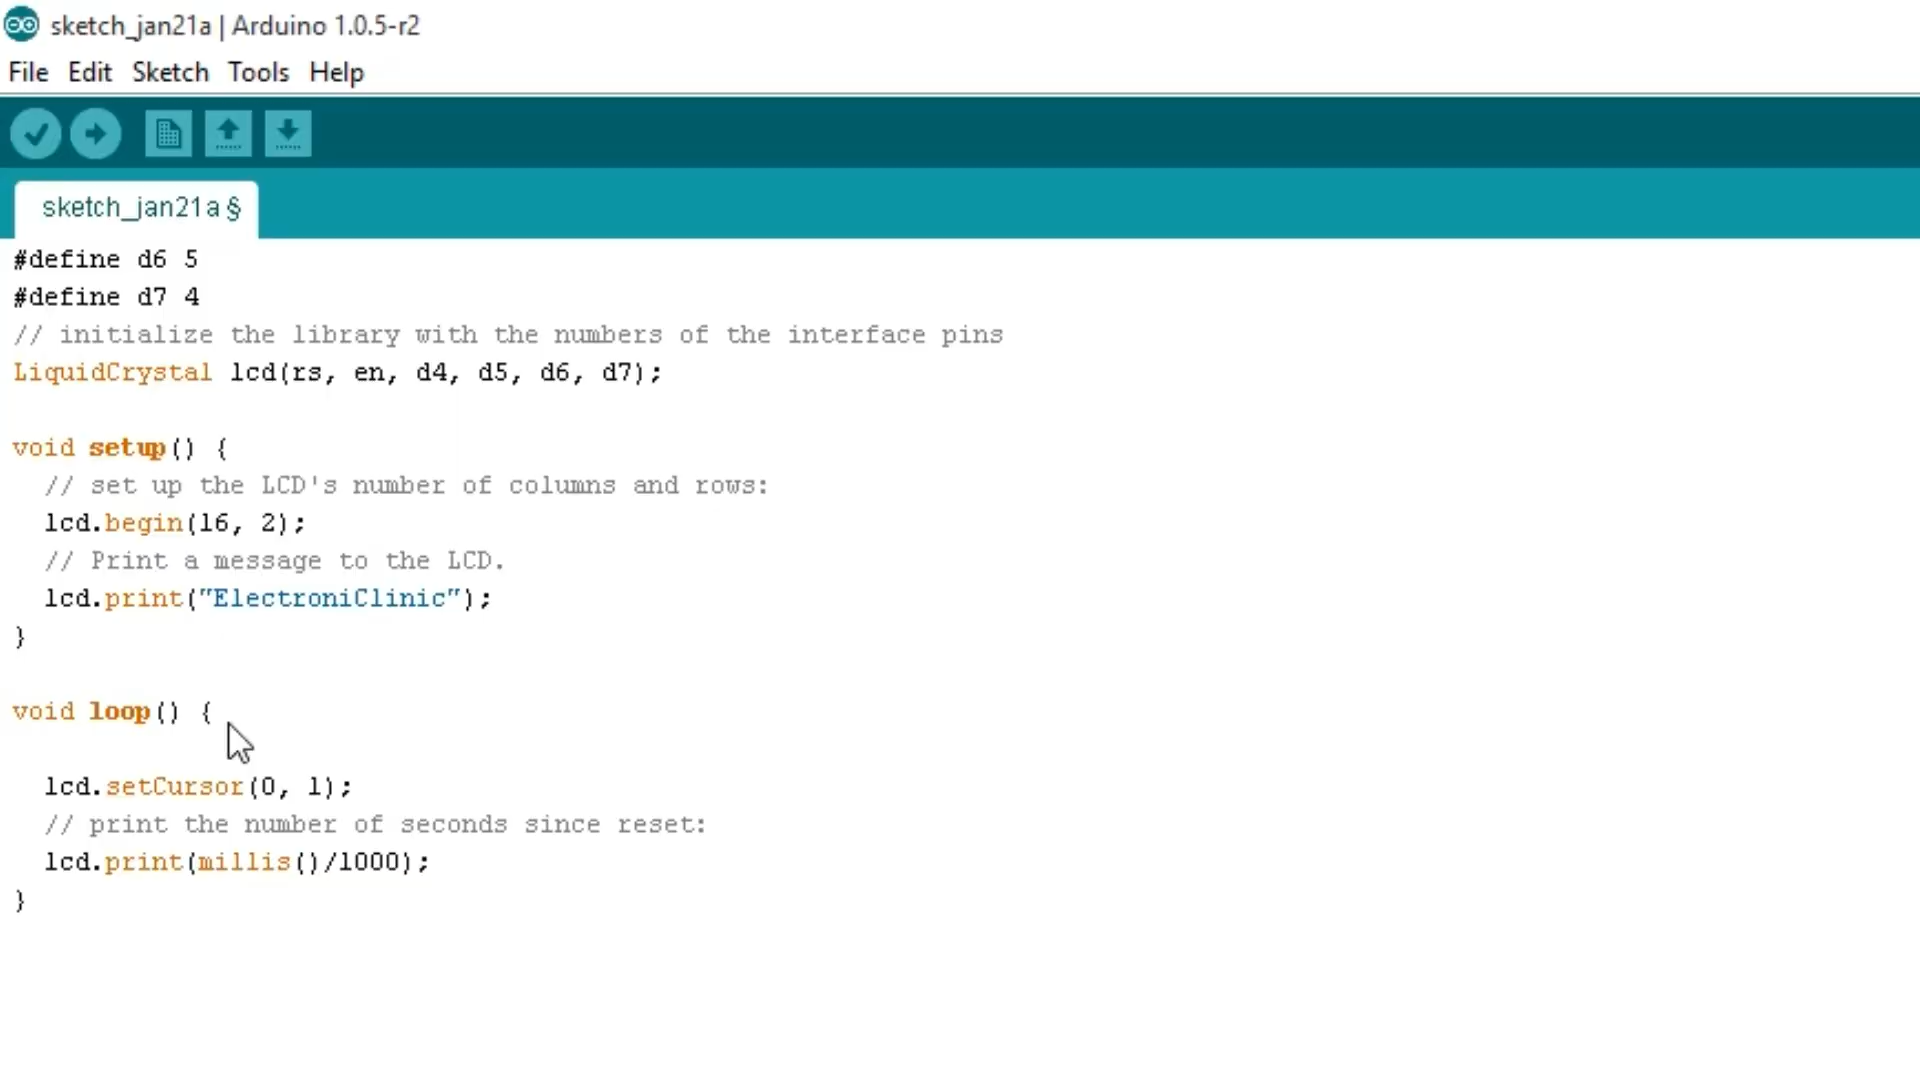 sketch_jan21a | Arduino 1.0.5-r2
File Edit Sketch Tools Help
sketch_jan21a §
#define d6 5
#define d7 4
// initialize the library with the numbers of the interface pins
LiquidCrystal lcd(rs, en, d4, d5, d6, d7);
void setup() {
  // set up the LCD's number of columns and rows:
  lcd.begin(16, 2);
  // Print a message to the LCD.
  lcd.print("ElectroniClinic");
}
void loop() {
  lcd.setCursor(0, 1);
  // print the number of seconds since reset:
  lcd.print(millis()/1000);
}